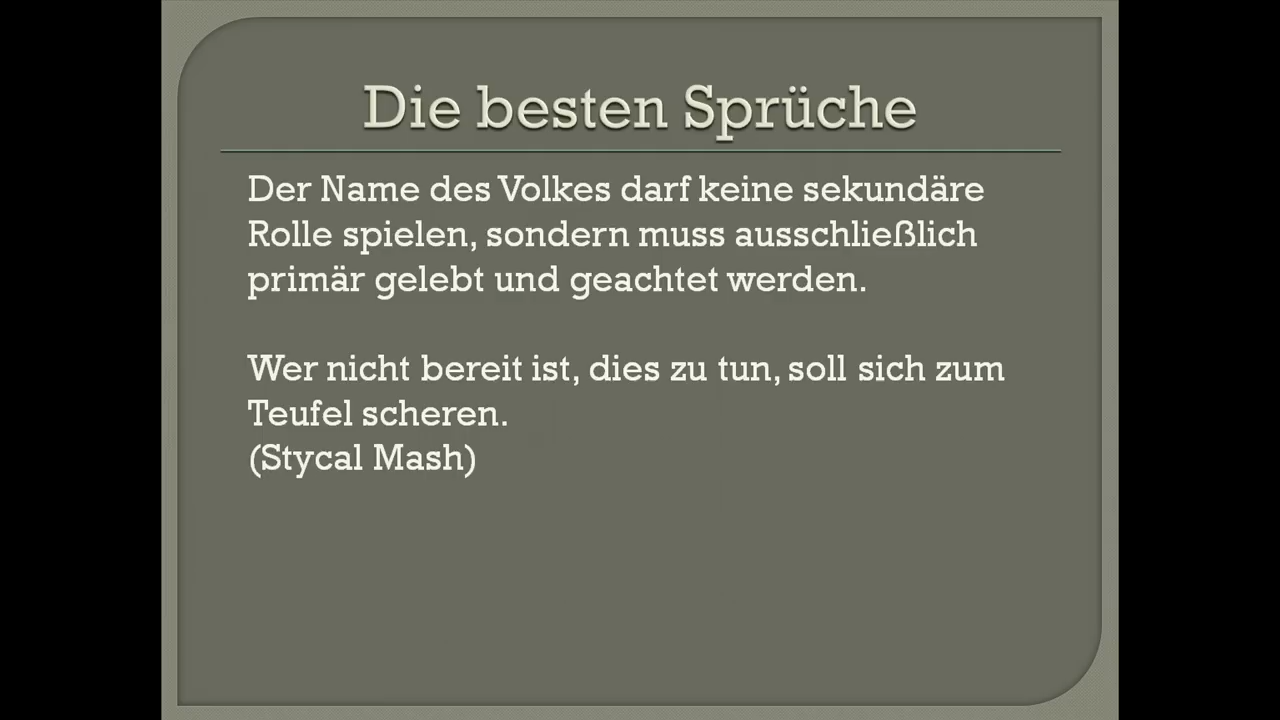 Die besten Sprüche
Der Name des Volkes darf keine sekundäre
Rolle spielen, sondern muss ausschließlich
primär gelebt und geachtet werden.
Wer nicht bereit ist, dies zu tun, soll sich zum
Teufel scheren.
(Stycal Mash)